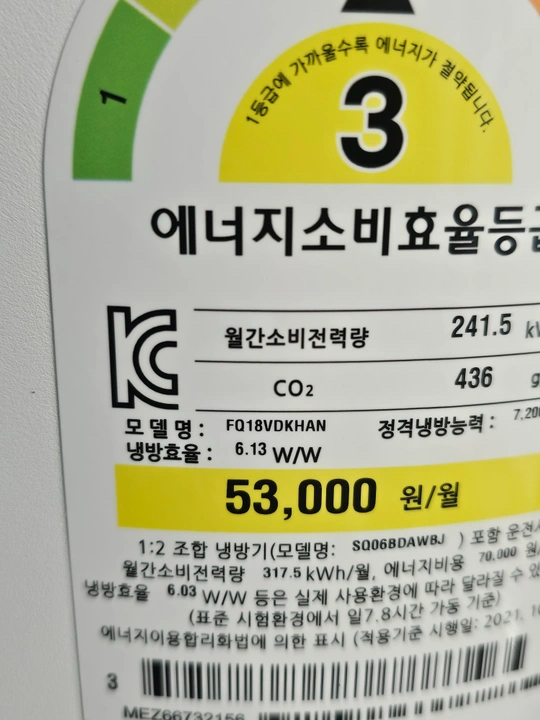 1
1등급에 가까울수록 에너지가 절약됩니다.
3
에너지소비효율등급
월간소비전력량 241.5
CO₂ 436
모델명: FQ18VDKHAN 정격냉방능력: 7,200
냉방효율: 6.13 W/W
53,000 원/월
1:2 조합 냉방기(모델명: SQ06BDAWBJ ) 포함 운전시
월간소비전력량 317.5 kWh/월, 에너지비용 70,000 원/
냉방효율 6.03 W/W 등은 실제 사용환경에 따라 달라질 수
(표준 시험환경에서 일7.8시간 가동 기준)
에너지이용합리화법에 의한 표시 (적용기준 시행일: 2021. 10
3
MEZ66732156